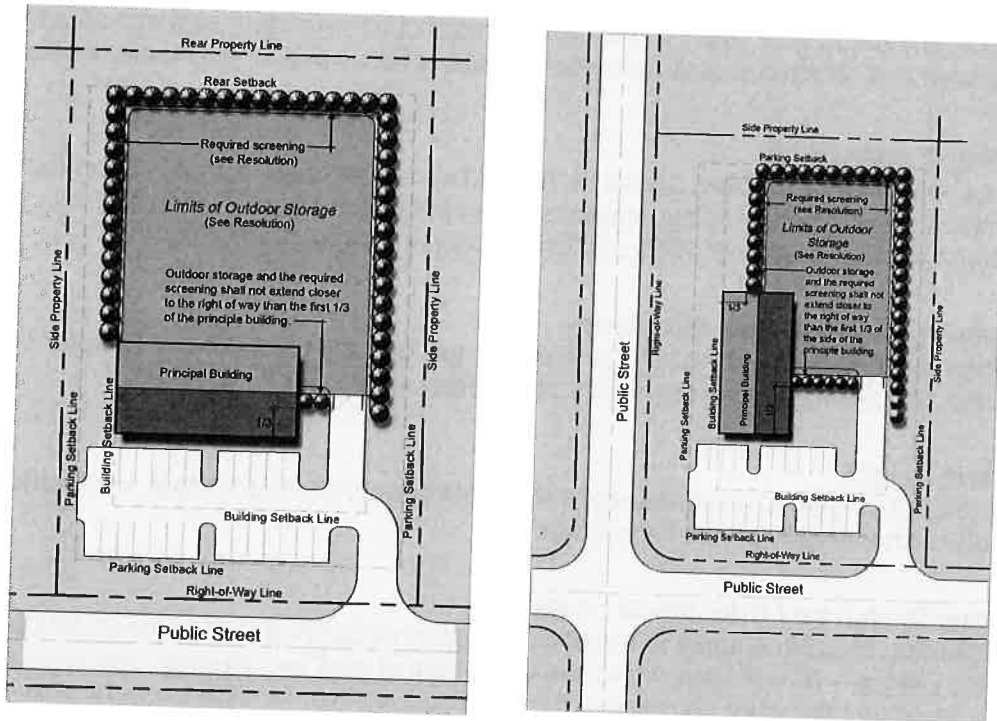 Rear Property Line
Rear Setback
Required screening
(see Resolution)
Limits of Outdoor Storage
(See Resolution)
Outdoor storage and the required
screening shall not extend closer
to the right of way than the first 1/3
of the principle building.
Side Property Line
Side Property Line
Principal Building
1/3
Parking Setback Line
Building Setback Line
Parking Setback Line
Building Setback Line
Parking Setback Line
Right-of-Way Line
Public Street
Side Property Line
Parking Setback
Required screening
(see Resolution)
Limits of Outdoor
Storage
(See Resolution)
Outdoor storage
and the required
screening shall not
extend closer to
the right of way
than the first 1/3 of
the side of the
principle building
1/3
Right-of-Way Line
Public Street
Parking Setback Line
Building Setback Line
Principal Building
1/3
Side Property Line
Parking Setback Line
Building Setback Line
Parking Setback Line
Right-of-Way Line
Public Street